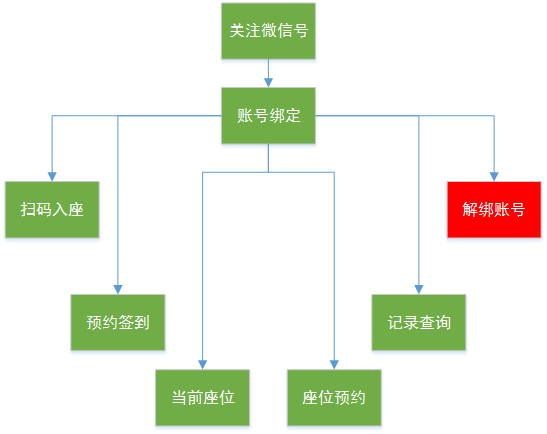 关注微信号
账号绑定
扫码入座
解绑账号
预约签到
记录查询
当前座位
座位预约